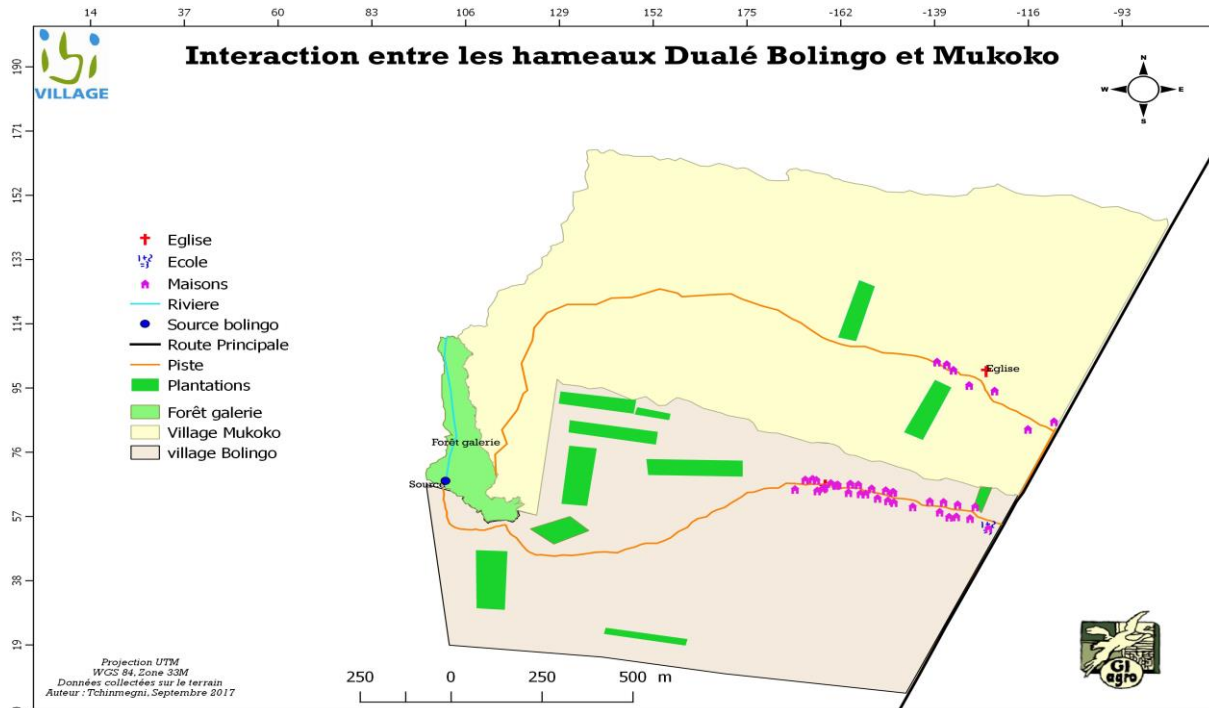 14 37 60 83 106 129 152 175 -162 -139 -116 -93
VILLAGE
Interaction entre les hameaux Dualé Bolingo et Mukoko
N
W E
S
190
171
152
133
114
95
76
57
38
19
Eglise
Ecole
Maisons
Riviere
Source bolingo
Route Principale
Piste
Plantations
Forêt galerie
Village Mukoko
village Bolingo
Eglise
Forêt galerie
Source
Projection UTM
WGS 84, Zone 33M
Données collectées sur le terrain
Auteur : Tchinmegni, Septembre 2017
250 0 250 500 m
GI
agro